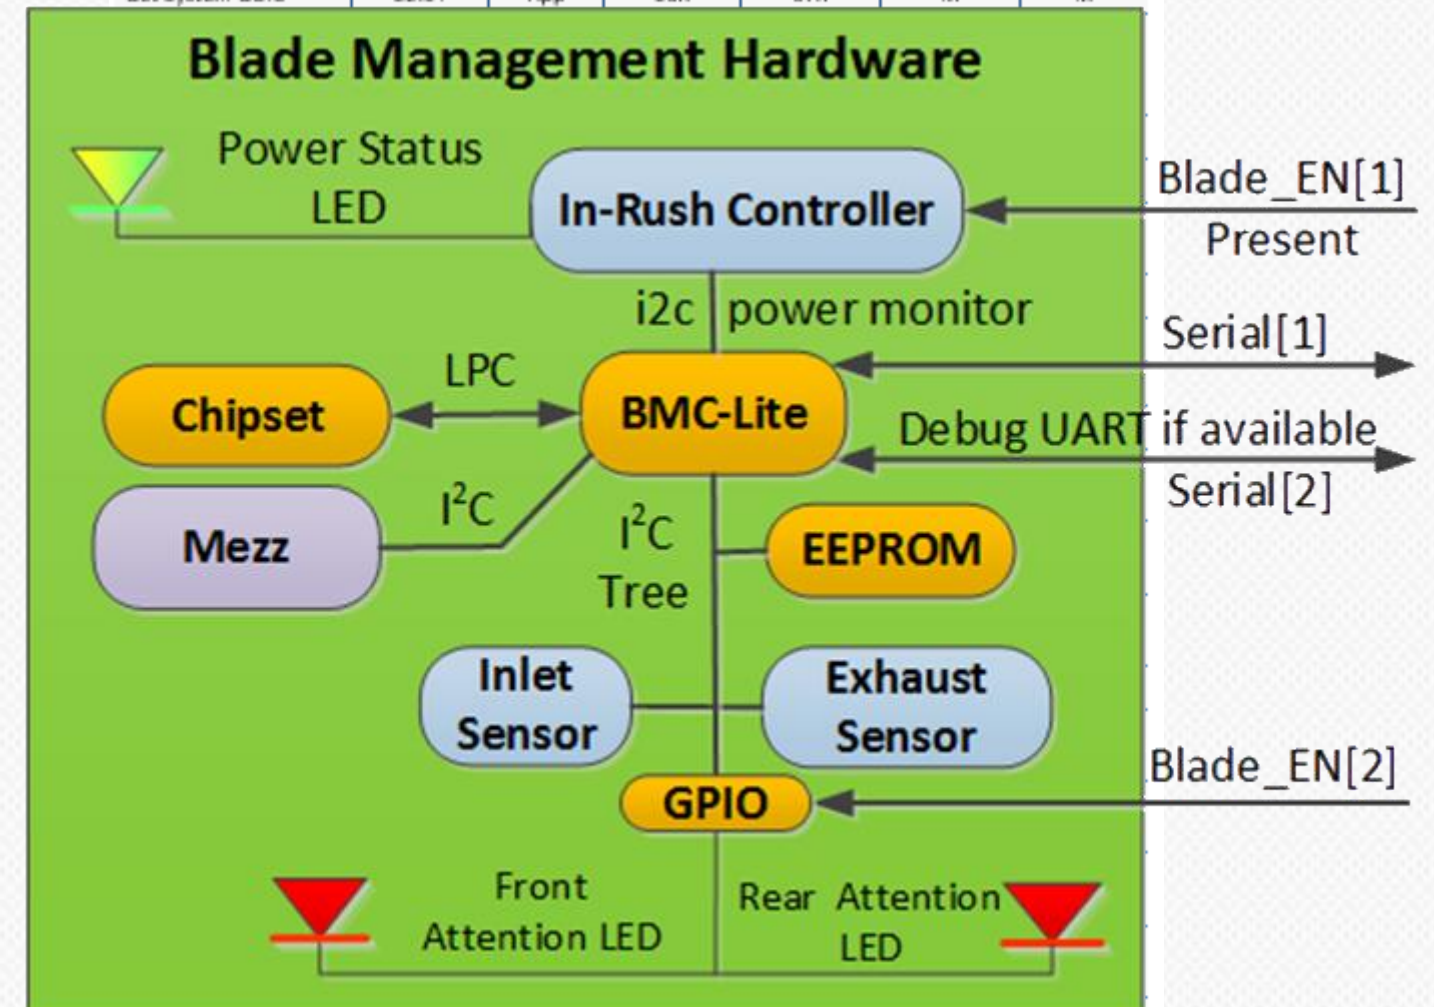 Blade Management Hardware
Power Status
LED
In-Rush Controller
Blade_EN[1]
Present
i2c power monitor
Serial[1]
LPC
Chipset
BMC-Lite
Debug UART if available
Serial[2]
I²C
Mezz
I²C
Tree
EEPROM
Inlet
Sensor
Exhaust
Sensor
Blade_EN[2]
GPIO
Front
Attention LED
Rear Attention
LED